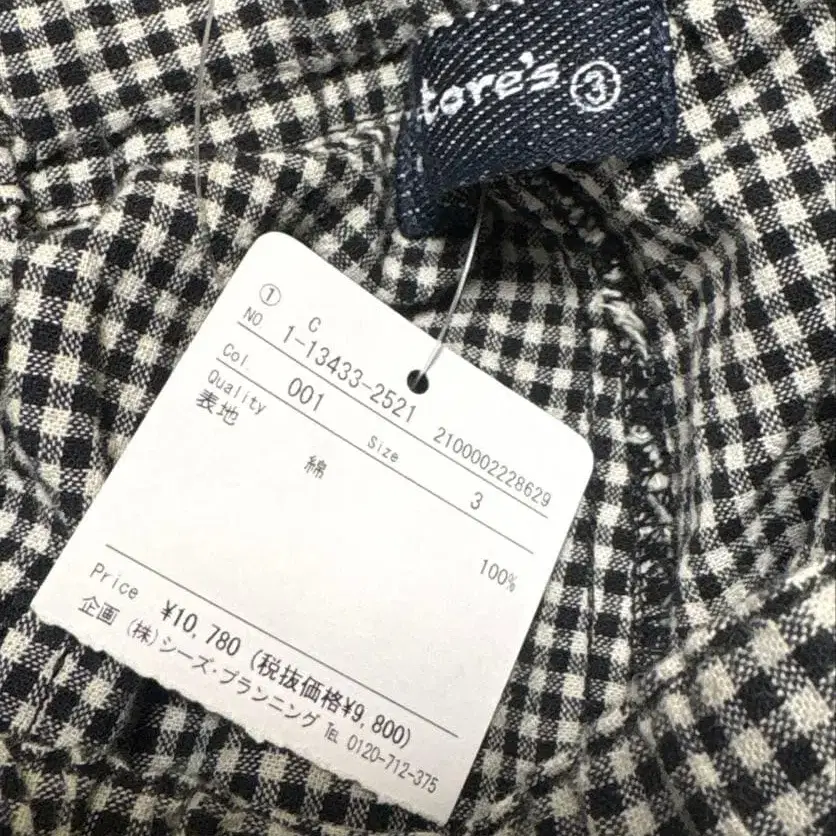 tore's ③
① C
NO. 1-13433-2521 2100002228629
Col. 001 Size 3
Quality
表地 綿 100%
Price ¥10,780 (税抜価格¥9,800)
企画 (株)シーズ・プランニング ℡ 0120-712-375